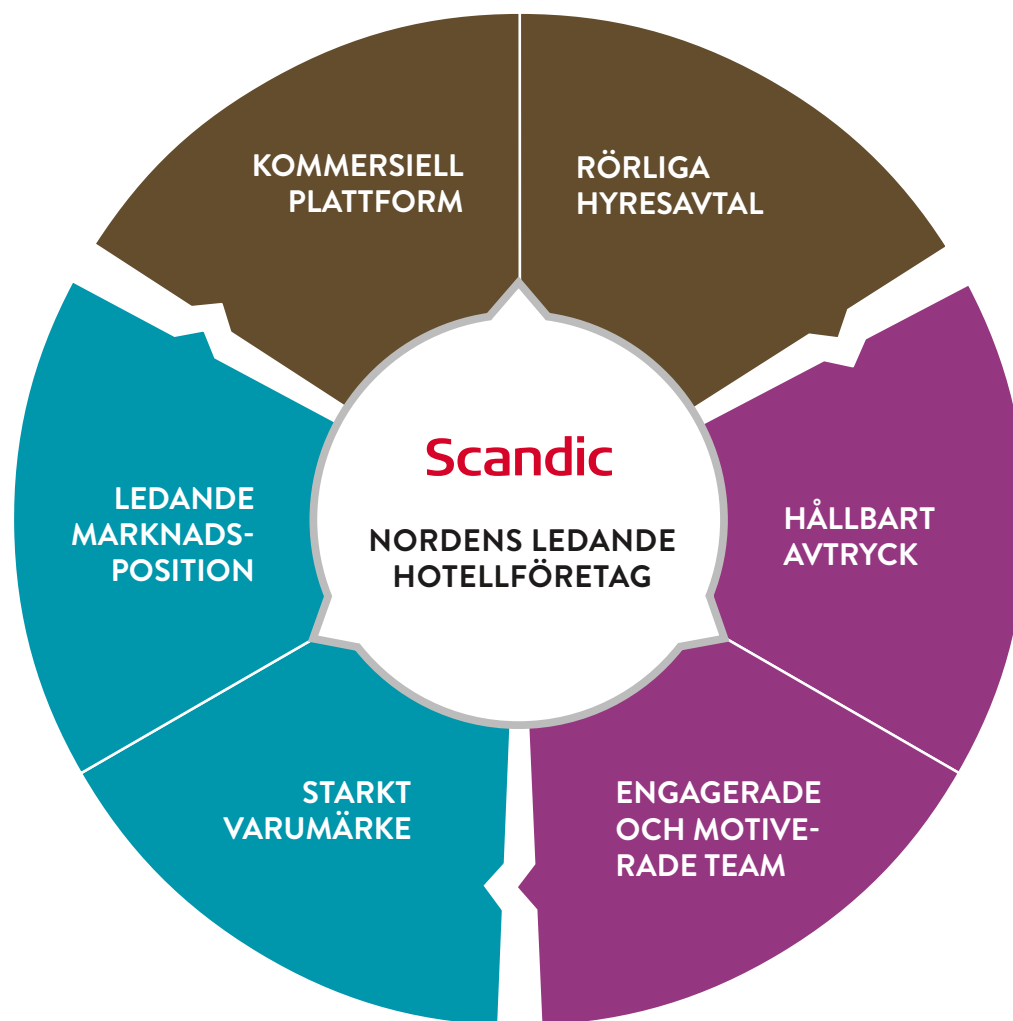 KOMMERSIELL
PLATTFORM
RÖRLIGA
HYRESAVTAL
LEDANDE
MARKNADS-
POSITION
Scandic
NORDENS LEDANDE
HOTELLFÖRETAG
HÅLLBART
AVTRYCK
STARKT
VARUMÄRKE
ENGAGERADE
OCH MOTIVE-
RADE TEAM